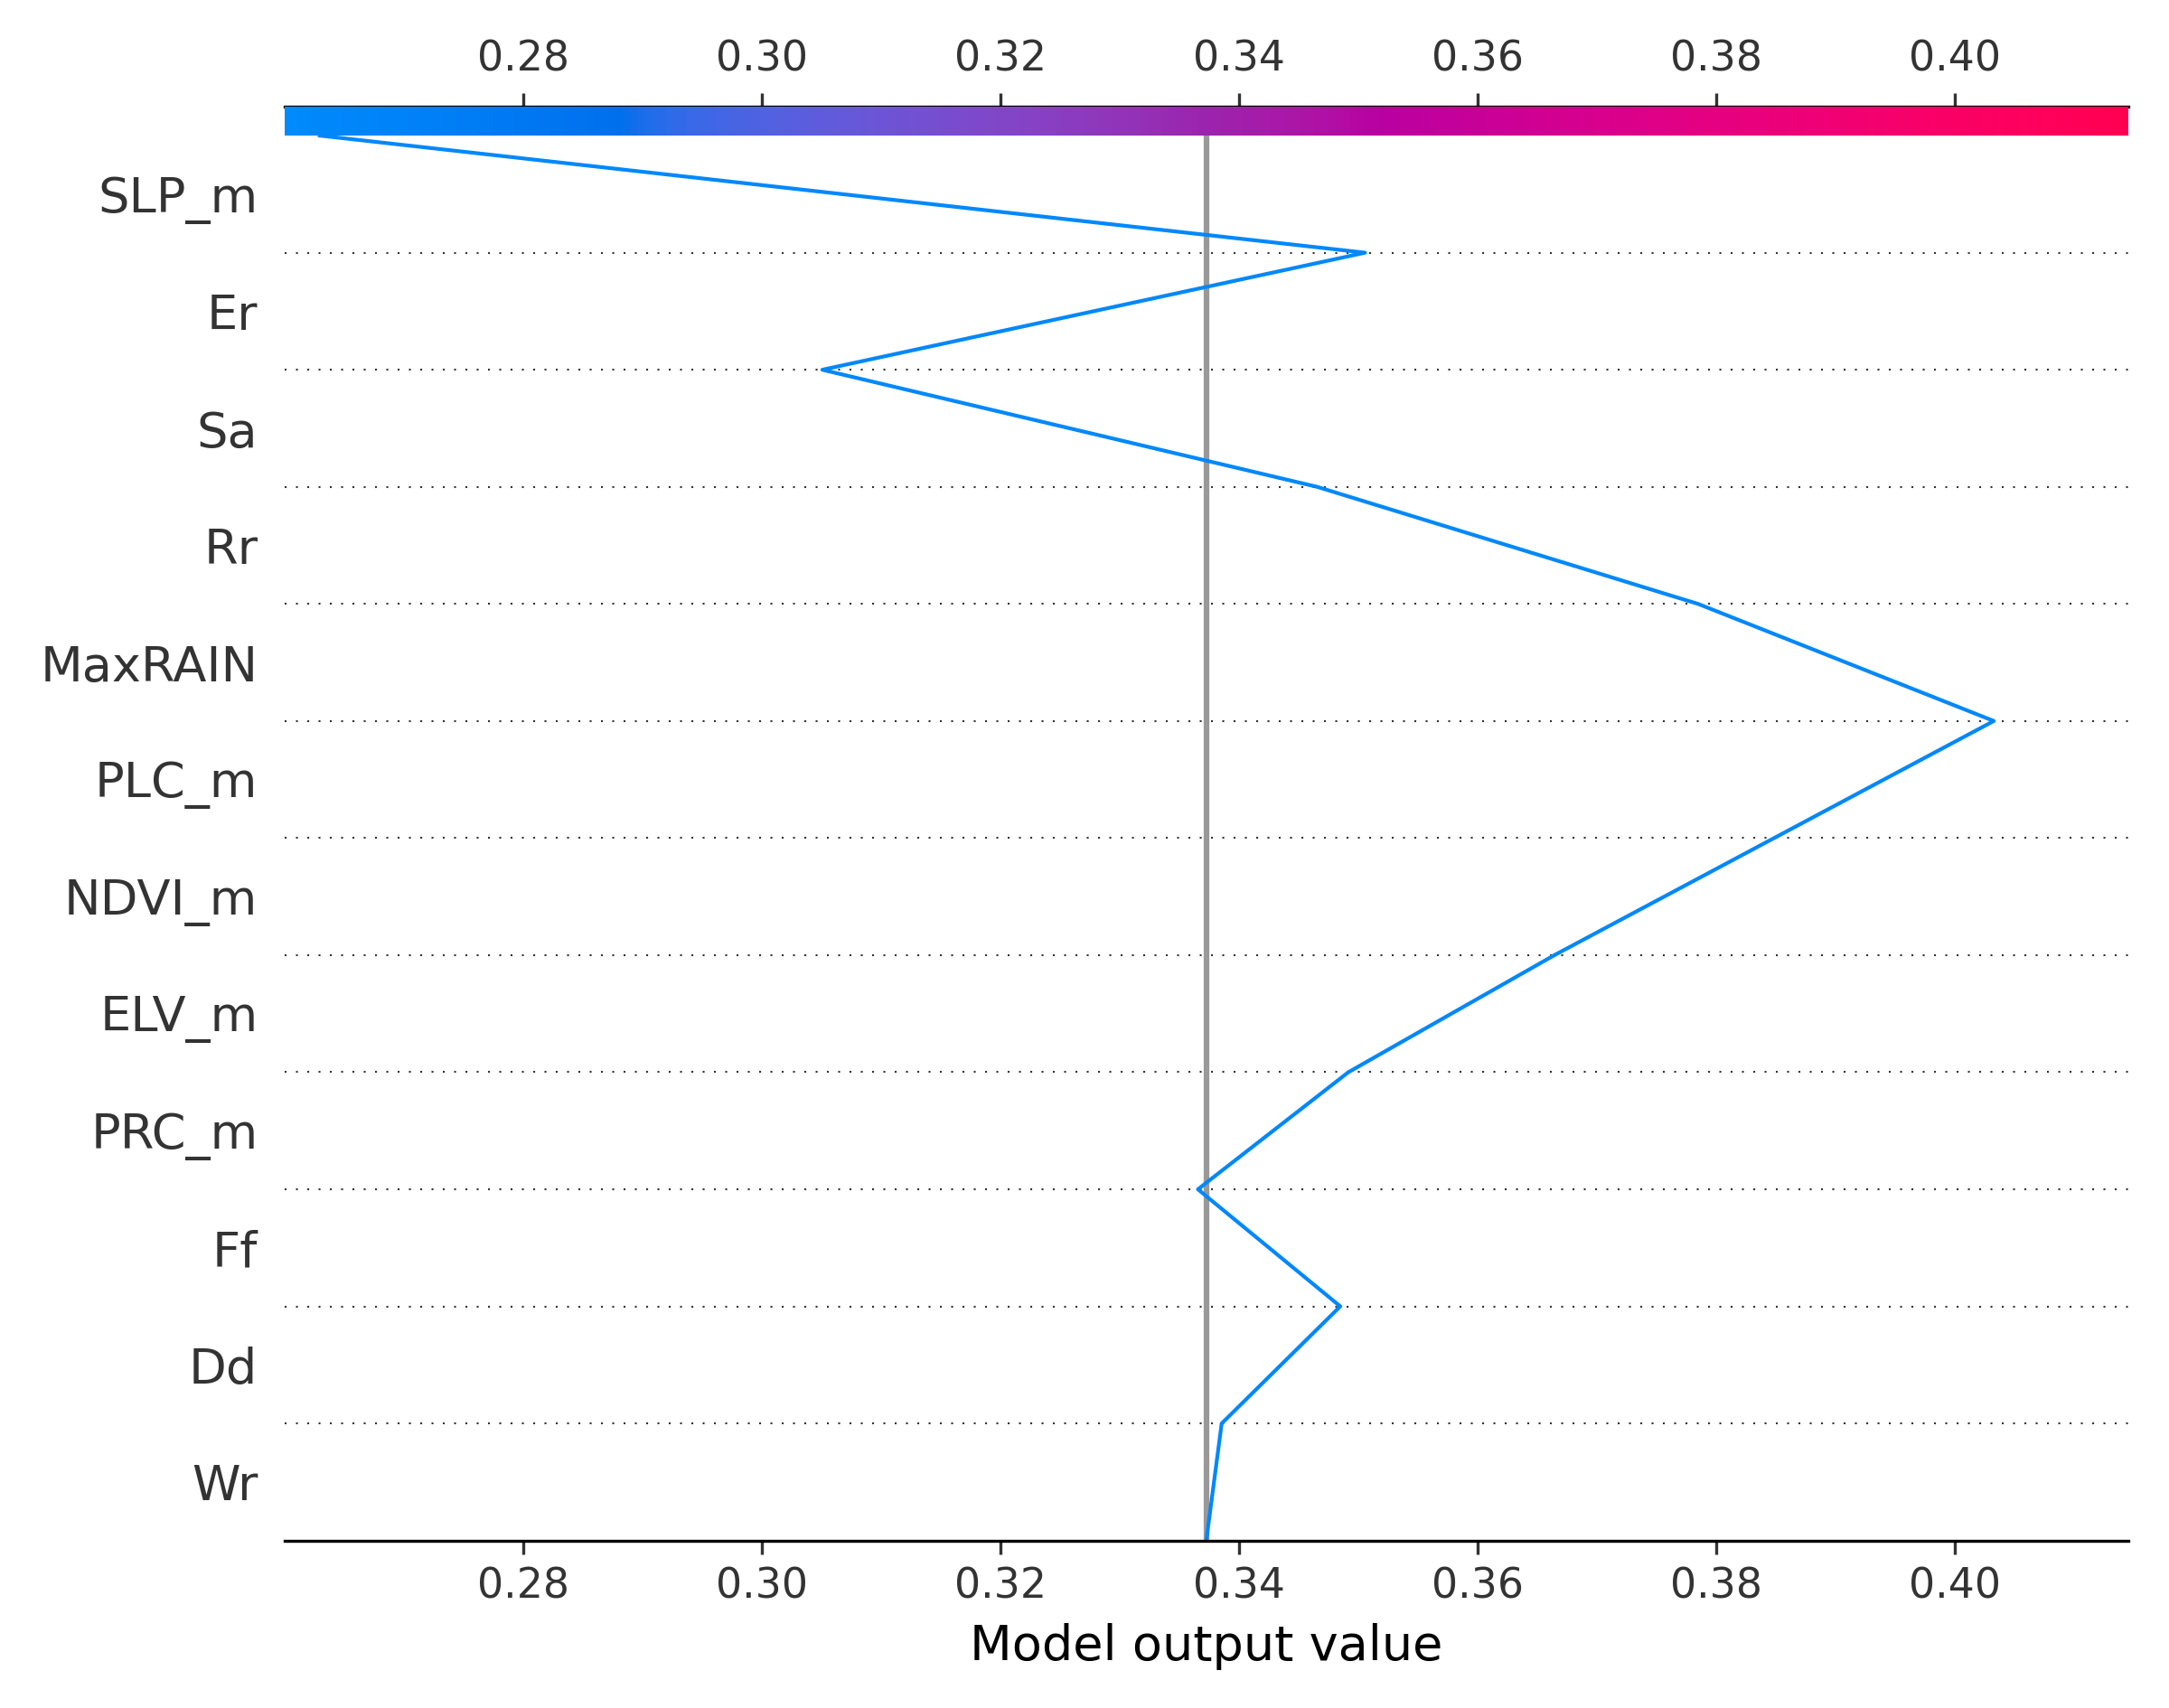 0.28 0.30 0.32 0.34 0.36 0.38 0.40
SLP_m
Er
Sa
Rr
MaxRAIN
PLC_m
NDVI_m
ELV_m
PRC_m
Ff
Dd
Wr
0.28 0.30 0.32 0.34 0.36 0.38 0.40
Model output value